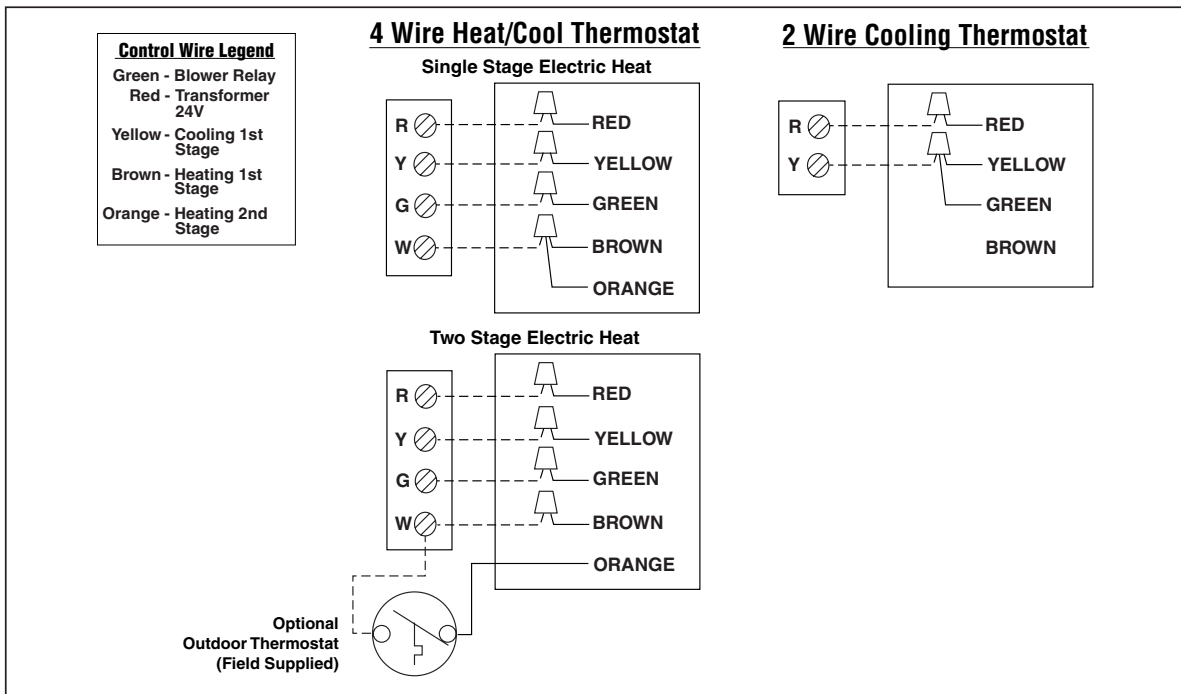 Control Wire Legend
Green - Blower Relay
Red - Transformer
24V
Yellow - Cooling 1st
Stage
Brown - Heating 1st
Stage
Orange - Heating 2nd
Stage
4 Wire Heat/Cool Thermostat
Single Stage Electric Heat
R
RED
Y
YELLOW
G
GREEN
W
BROWN
ORANGE
Two Stage Electric Heat
R
RED
Y
YELLOW
G
GREEN
W
BROWN
ORANGE
Optional
Outdoor Thermostat
(Field Supplied)
2 Wire Cooling Thermostat
R
RED
Y
YELLOW
GREEN
BROWN